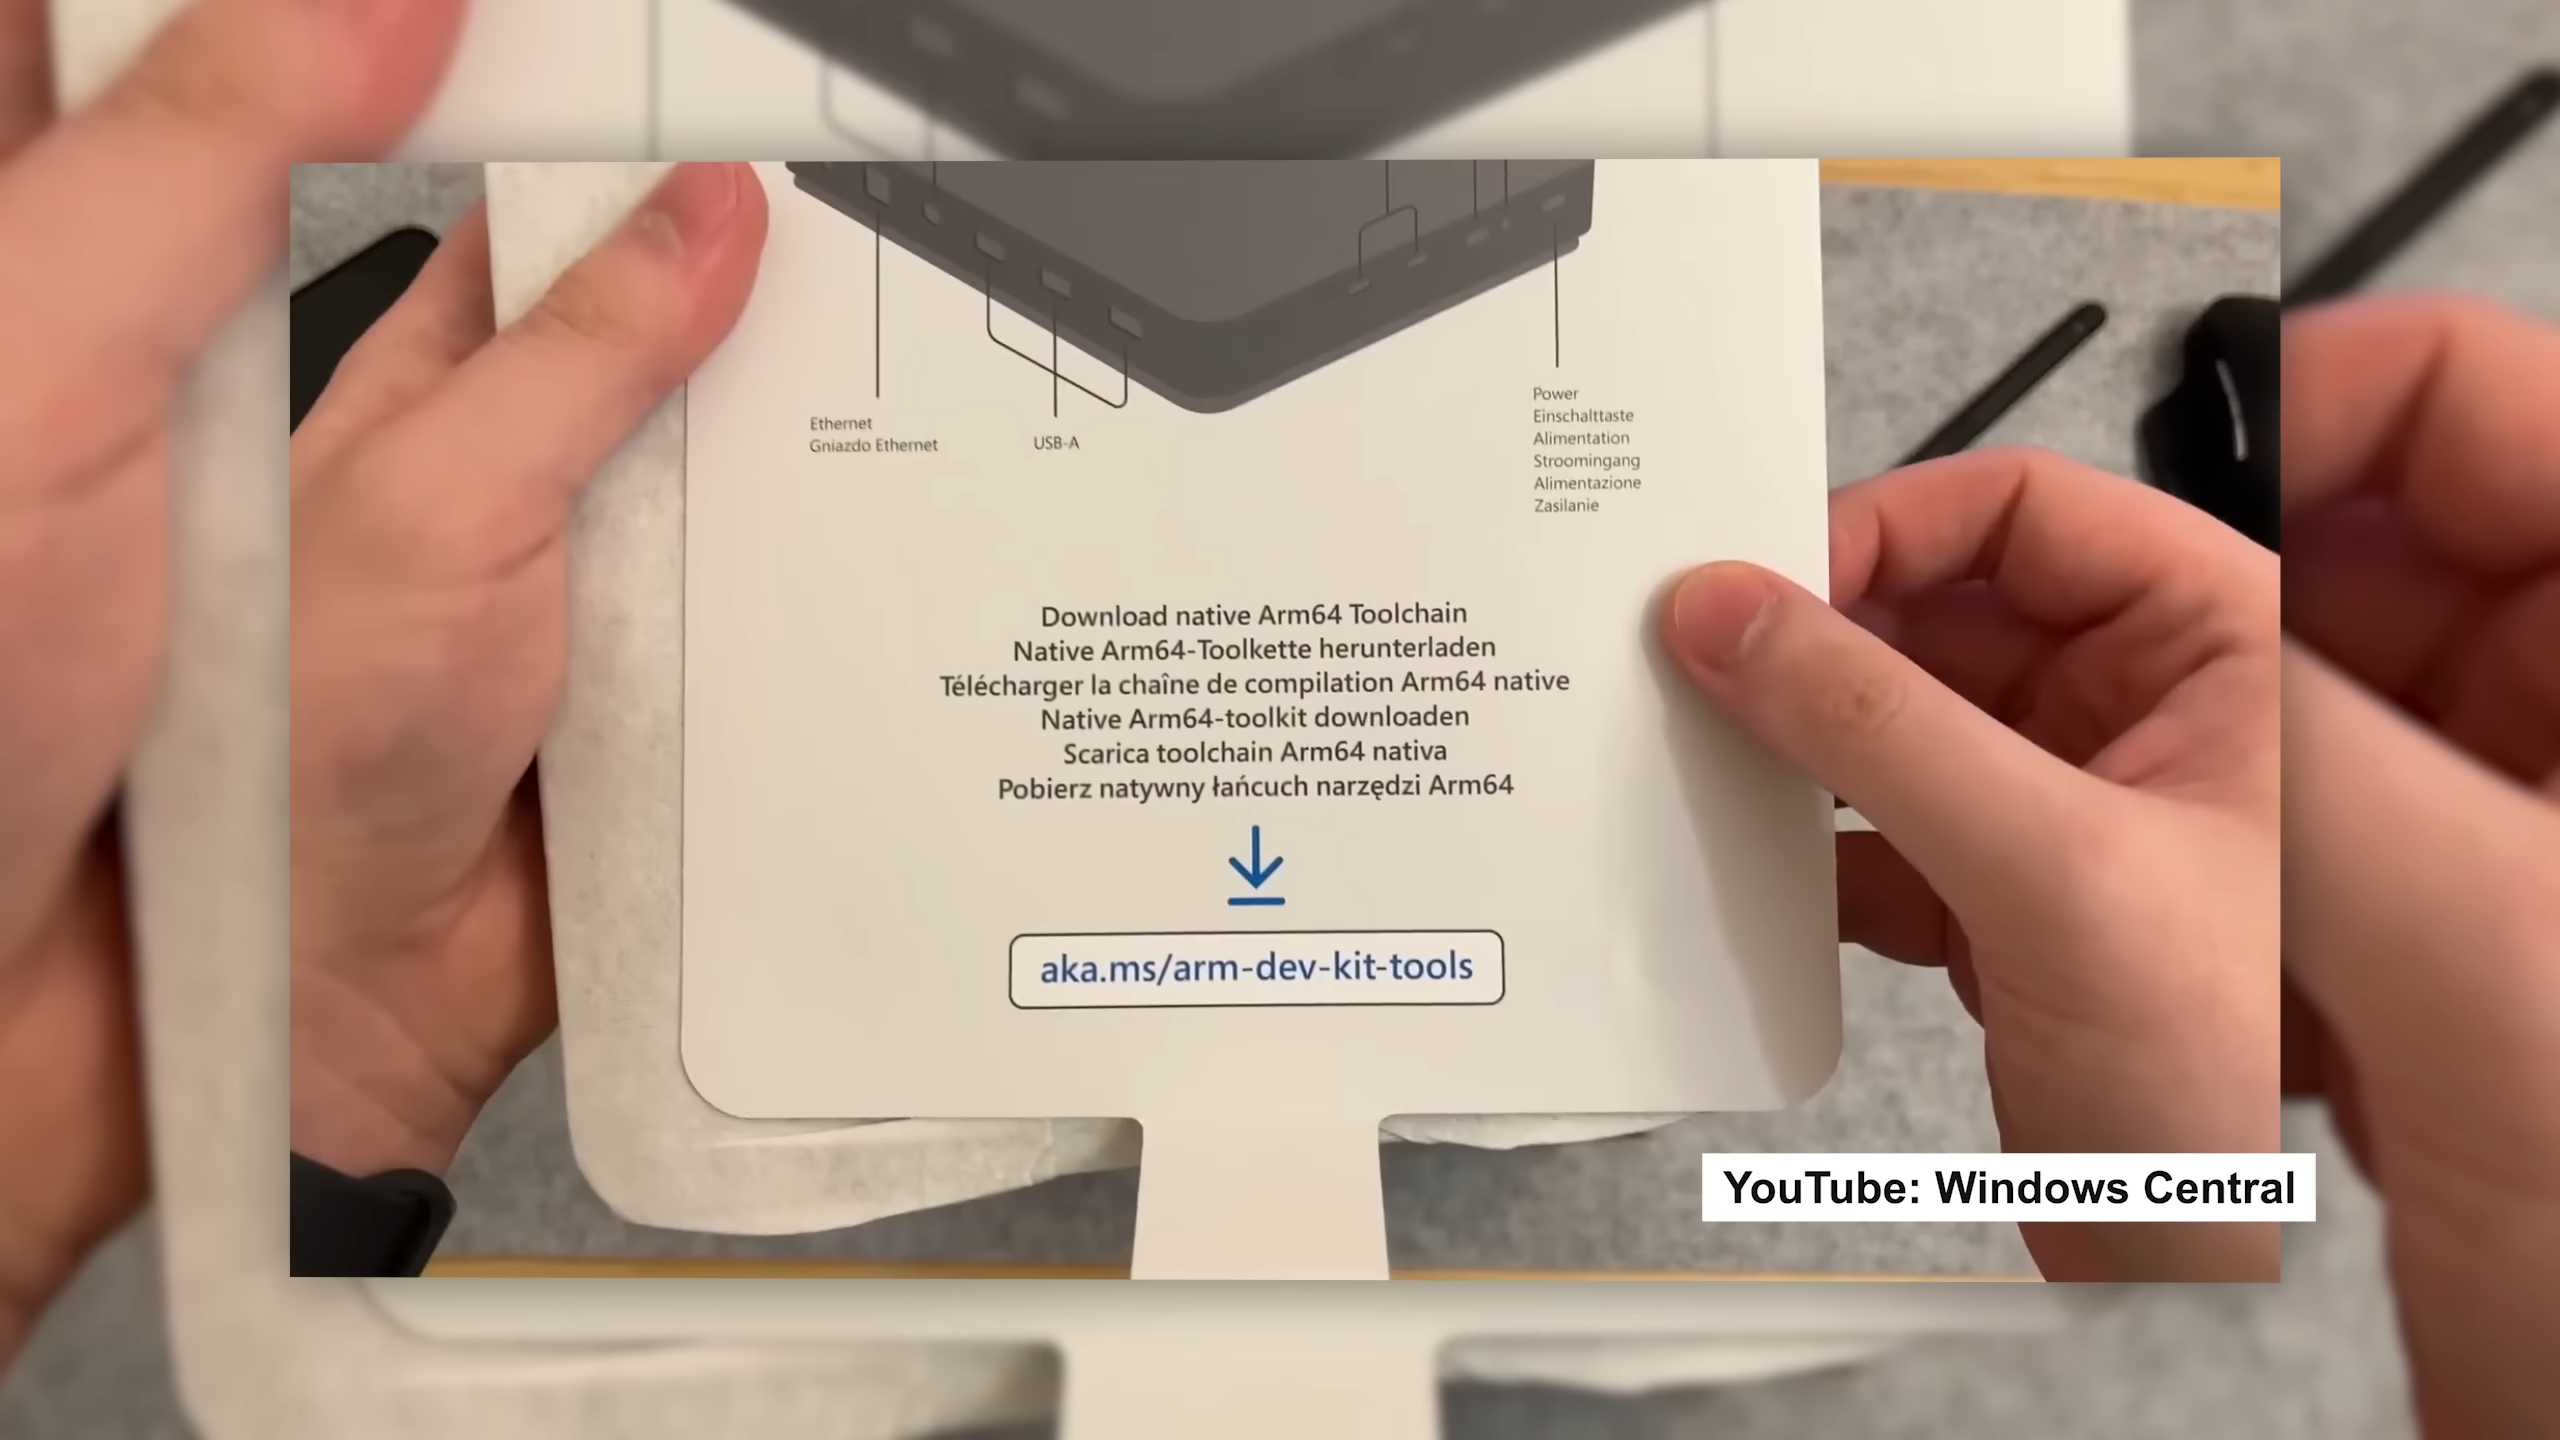 Ethernet
Gniazdo Ethernet
USB-A
Power
Einschalttaste
Alimentation
Stroomingang
Alimentazione
Zasilanie
Download native Arm64 Toolchain
Native Arm64-Toolkette herunterladen
Télécharger la chaîne de compilation Arm64 native
Native Arm64-toolkit downloaden
Scarica toolchain Arm64 nativa
Pobierz natywny łańcuch narzędzi Arm64
aka.ms/arm-dev-kit-tools
YouTube: Windows Central